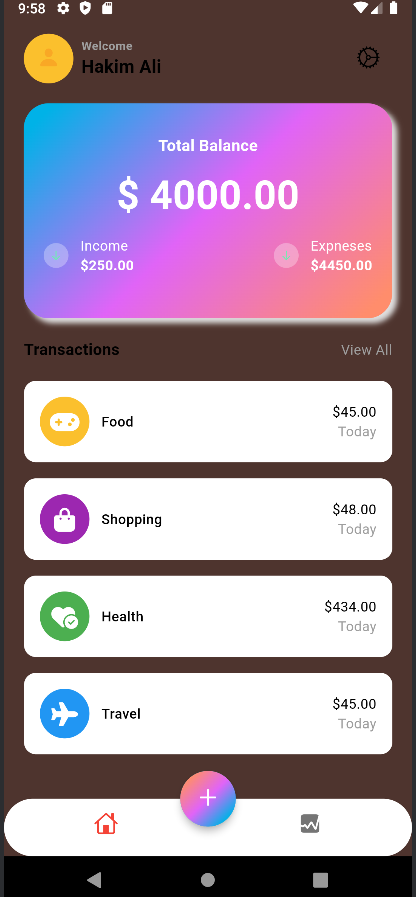 9:58
Welcome
Hakim Ali
Total Balance
$ 4000.00
Income
$250.00
Expneses
$4450.00
Transactions
View All
Food
$45.00
Today
Shopping
$48.00
Today
Health
$434.00
Today
Travel
$45.00
Today